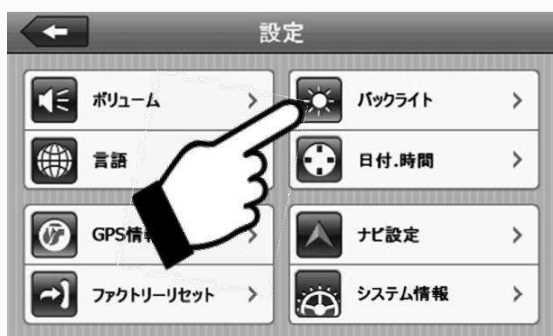 設定
ボリューム
バックライト
言語
日付.時間
GPS情
ナビ設定
ファクトリーリセット
システム情報